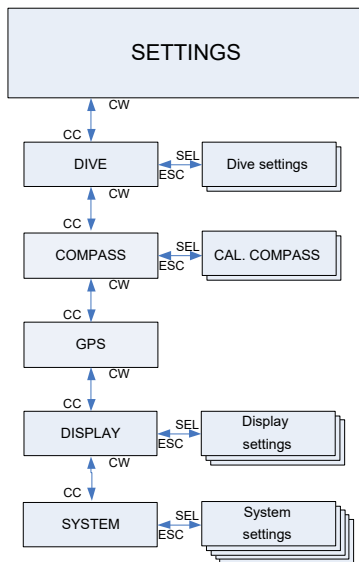 SETTINGS
CW
CC
DIVE
SEL
ESC
Dive settings
CW
CC
COMPASS
SEL
ESC
CAL. COMPASS
CW
CC
GPS
CW
CC
DISPLAY
SEL
ESC
Display
settings
CW
CC
SYSTEM
SEL
ESC
System
settings